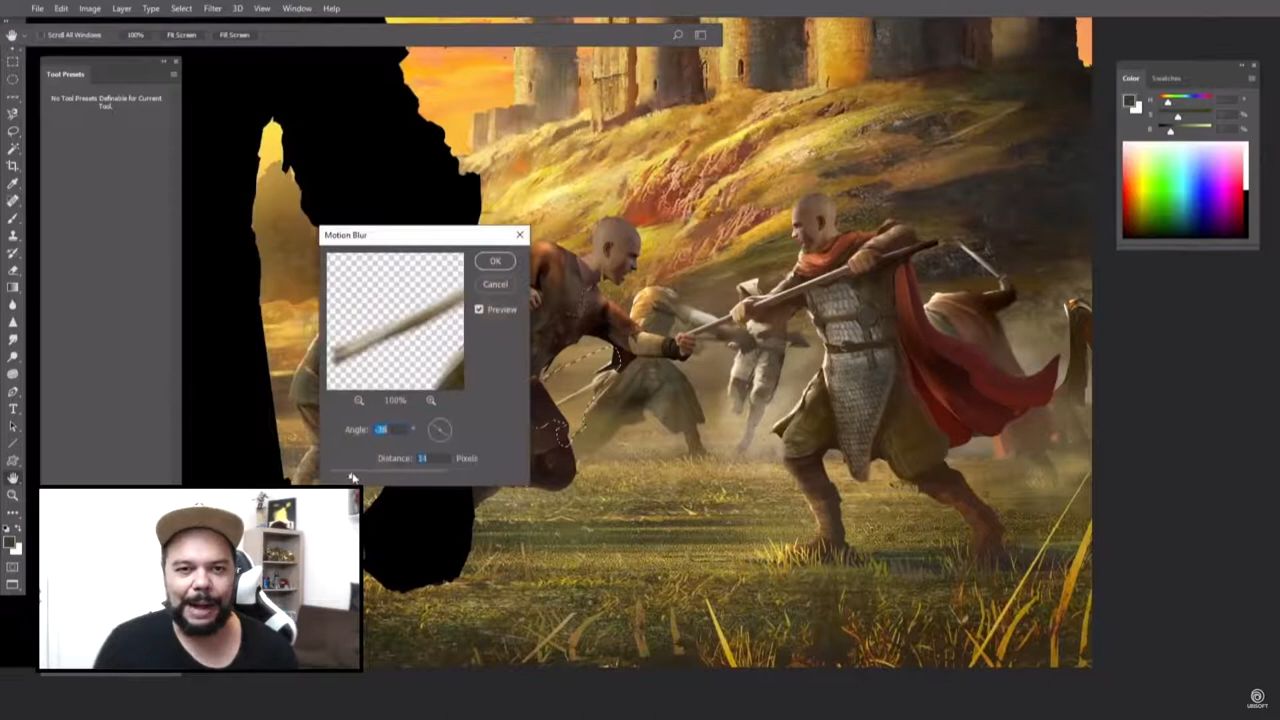 File Edit Image Layer Type Select Filter 3D View Window Help
Scroll All Windows 100% Fit Screen Fill Screen
Tool Presets
No Tool Presets Definable for Current
Tool.
Color Swatches
H °
S %
B %
Motion Blur
OK
Cancel
Preview
100%
Angle: -38 °
Distance: 14 Pixels
UBISOFT